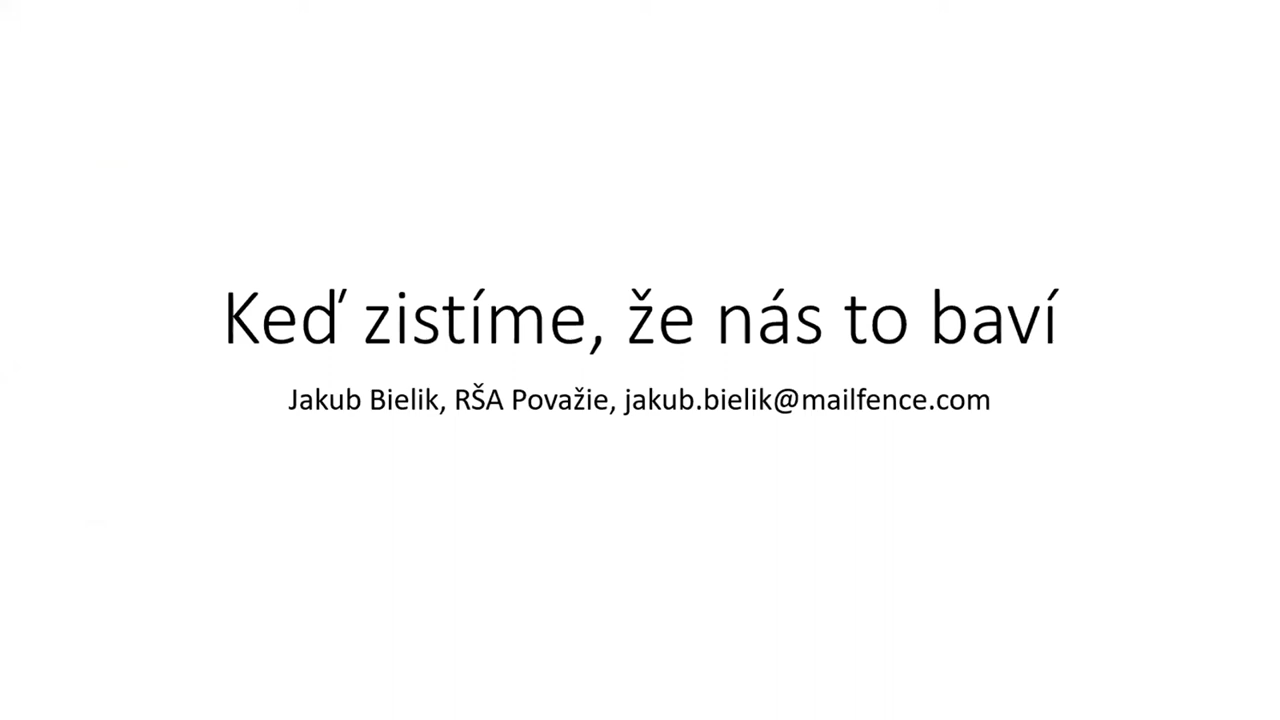 Keď zistíme, že nás to baví
Jakub Bielik, RŠA Považie, jakub.bielik@mailfence.com